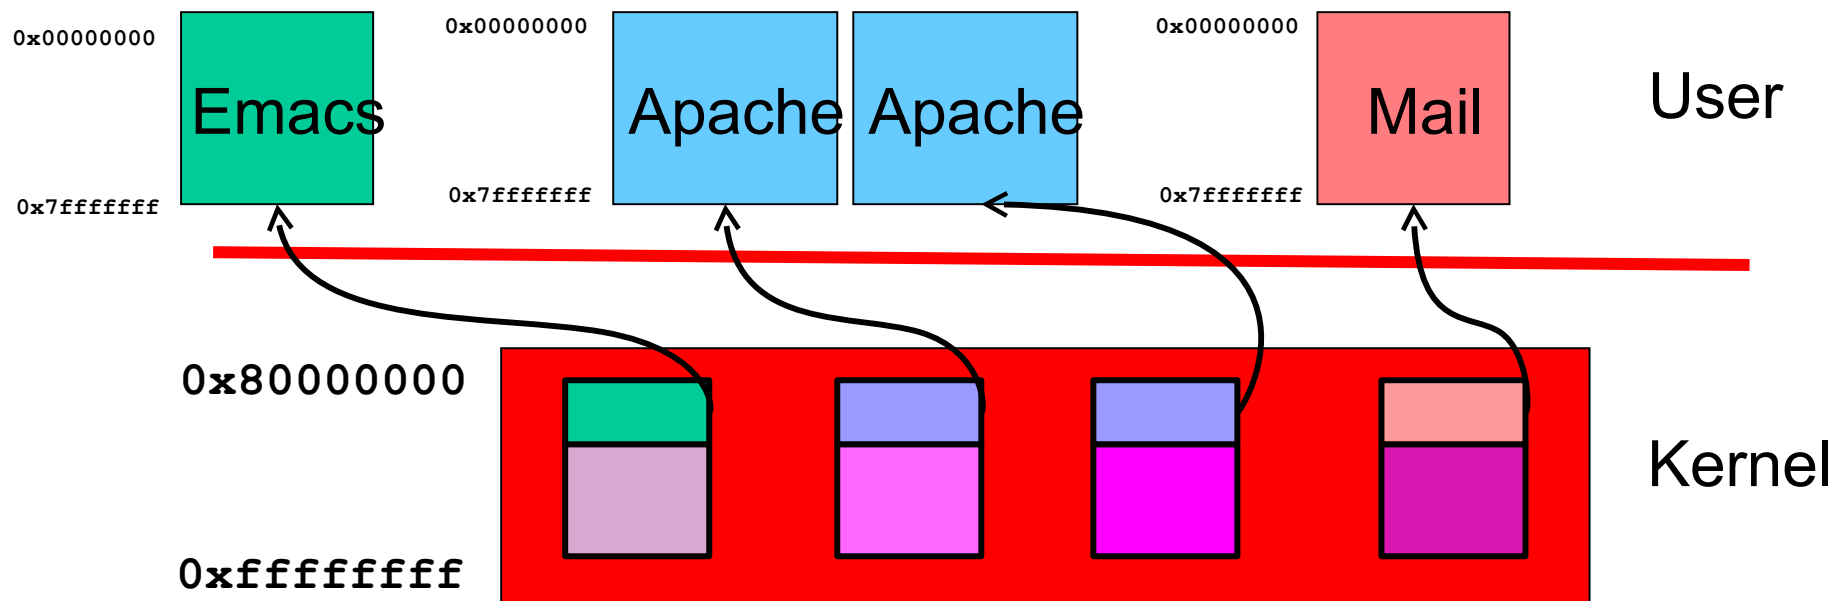 0x00000000
0x00000000
0x00000000
Emacs
Apache
Apache
Mail
User
0x7fffffff
0x7fffffff
0x7fffffff
0x80000000
Kernel
0xffffffff